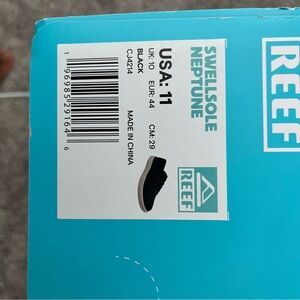 SWELLSOLE
NEPTUNE
USA: 11
UK: 10 EUR: 44 CM: 29
BLACK
CJ4214
MADE IN CHINA
1 96985 29164 6
REEF
REEF